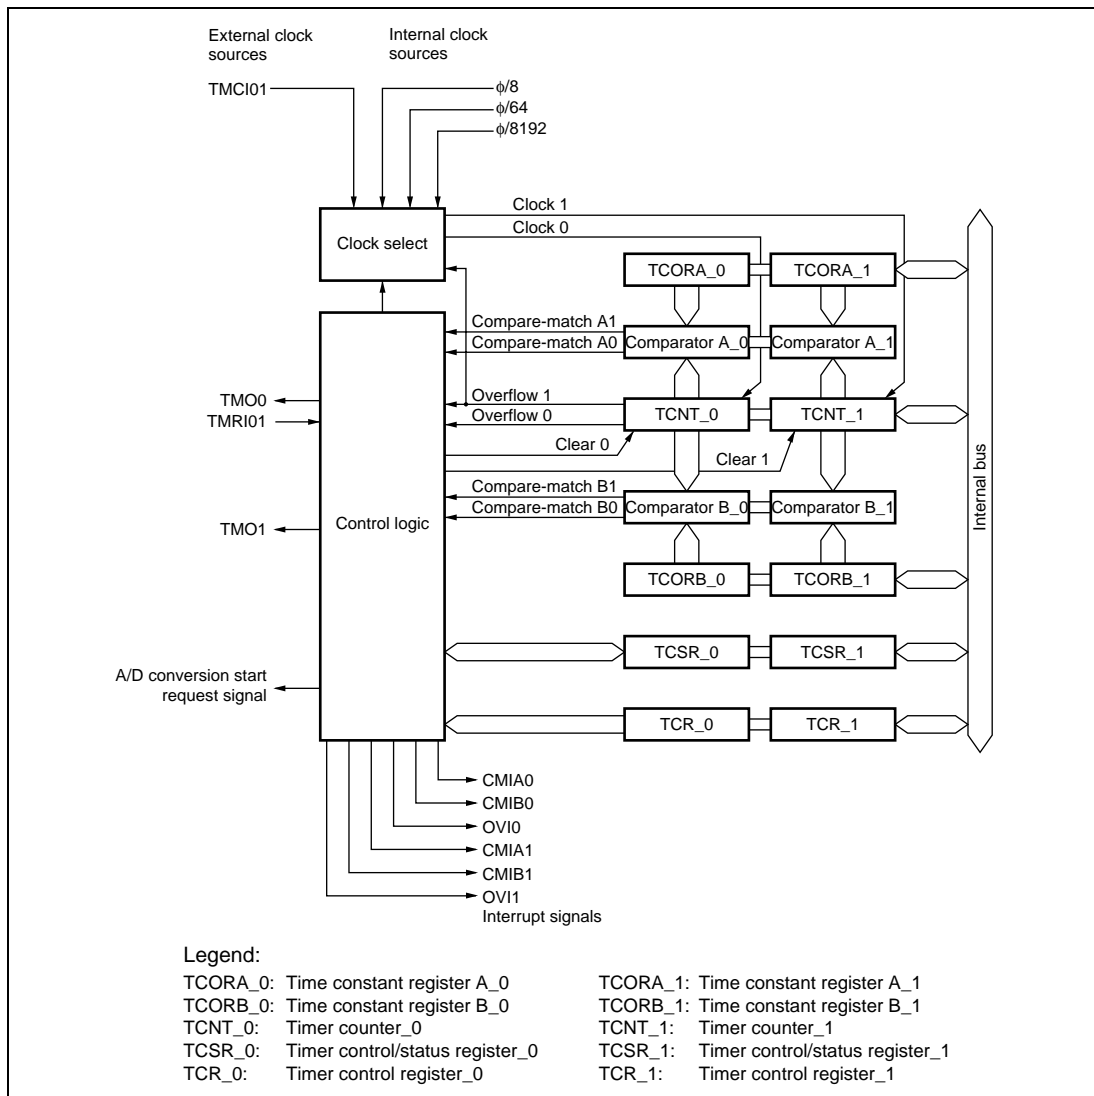 External clock
sources
Internal clock
sources
TMCI01
ϕ/8
ϕ/64
ϕ/8192
Clock 1
Clock 0
Clock select
TCORA_0
TCORA_1
Compare-match A1
Compare-match A0
Comparator A_0
Comparator A_1
TMO0
TMRI01
Overflow 1
Overflow 0
TCNT_0
TCNT_1
Clear 0
Clear 1
Internal bus
Compare-match B1
Compare-match B0
Comparator B_0
Comparator B_1
TMO1
Control logic
TCORB_0
TCORB_1
TCSR_0
TCSR_1
A/D conversion start
request signal
TCR_0
TCR_1
CMIA0
CMIB0
OVI0
CMIA1
CMIB1
OVI1
Interrupt signals
Legend:
TCORA_0: Time constant register A_0
TCORA_1: Time constant register A_1
TCORB_0: Time constant register B_0
TCORB_1: Time constant register B_1
TCNT_0: Timer counter_0
TCNT_1: Timer counter_1
TCSR_0: Timer control/status register_0
TCSR_1: Timer control/status register_1
TCR_0: Timer control register_0
TCR_1: Timer control register_1